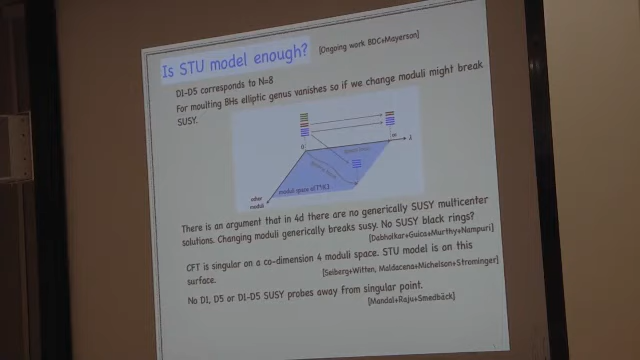 Is STU model enough?
[Ongoing work BDC+Mayerson]
D1-D5 corresponds to N=8
For moulting BHs elliptic genus vanishes so if we change moduli might break
SUSY.
0
∞
λ
other
moduli
moduli space of
There is an argument that in 4d there are no generically SUSY multicenter
solutions. Changing moduli generically breaks susy. No SUSY black rings?
[Dabholkar+Guica+Murthy+Nampuri]
CFT is singular on a co-dimension 4 moduli space. STU model is on this
surface.
[Seiberg+Witten, Maldacena+Michelson+Strominger]
No D1, D5 or D1-D5 SUSY probes away from singular point.
[Mandal+Raju+Smedbäck]